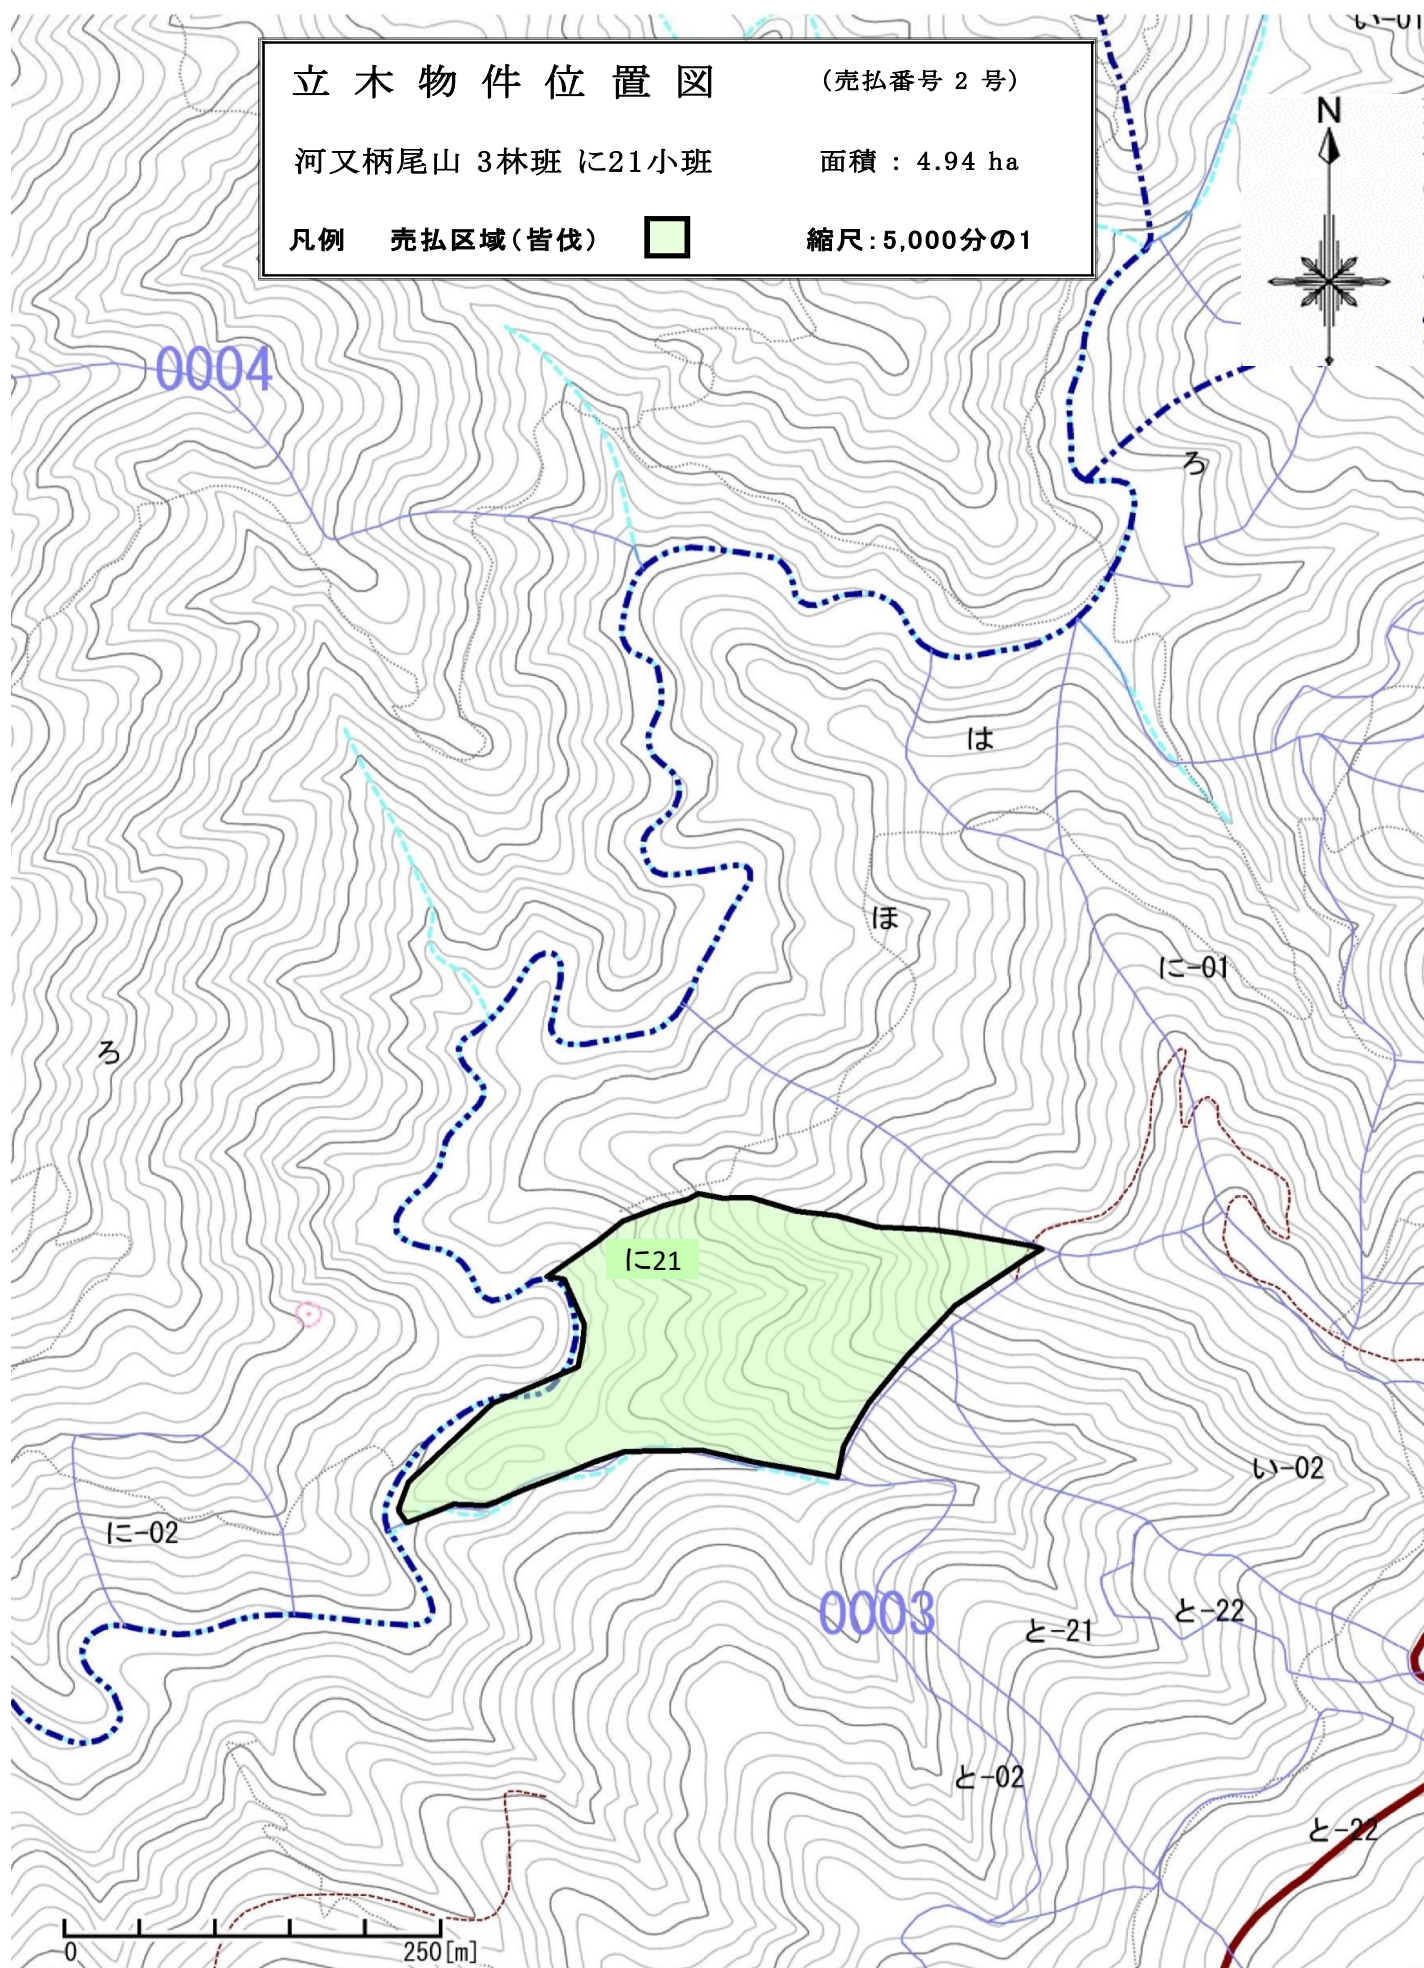 い-01
立木物件位置図 (売払番号 2 号)
河又柄尾山 3林班 に21小班 面積 : 4.94 ha
凡例 売払区域(皆伐) 縮尺:5,000分の1
N
0004
ろ
は
ほ
に-01
ろ
に21
い-02
に-02
0003
と-22
と-21
と-02
と-22
0 250[m]